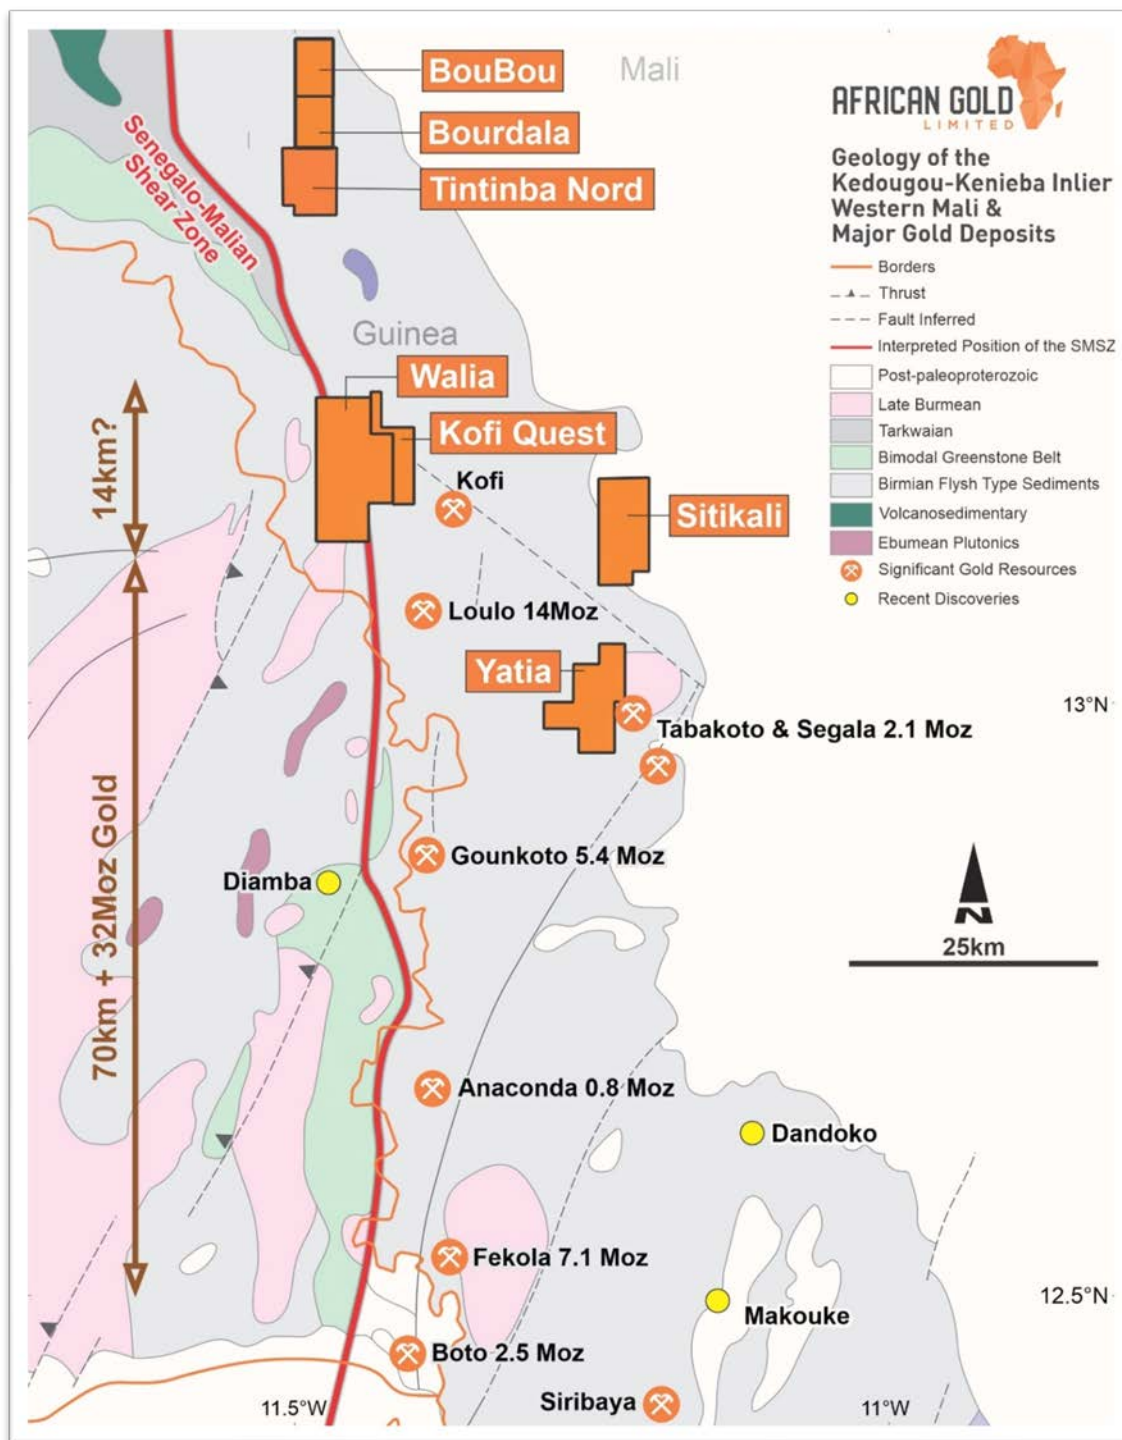 BouBou
Mali
AFRICAN GOLD
LIMITED
Bourdala
Tintinba Nord
Senegalo-Malian
Shear Zone
Geology of the
Kedougou-Kenieba Inlier
Western Mali &
Major Gold Deposits
Borders
Thrust
Fault Inferred
Interpreted Position of the SMSZ
Post-paleoproterozoic
Late Burmean
Tarkwaian
Bimodal Greenstone Belt
Birmian Flysh Type Sediments
Volcanosedimentary
Ebumean Plutonics
Significant Gold Resources
Recent Discoveries
Guinea
Walia
Kofi Quest
14km?
Kofi
Sitikali
Loulo 14Moz
Yatia
13°N
Tabakoto & Segala 2.1 Moz
70km + 32Moz Gold
Gounkoto 5.4 Moz
Diamba
N
25km
Anaconda 0.8 Moz
Dandoko
Fekola 7.1 Moz
12.5°N
Makouke
Boto 2.5 Moz
Siribaya
11.5°W
11°W